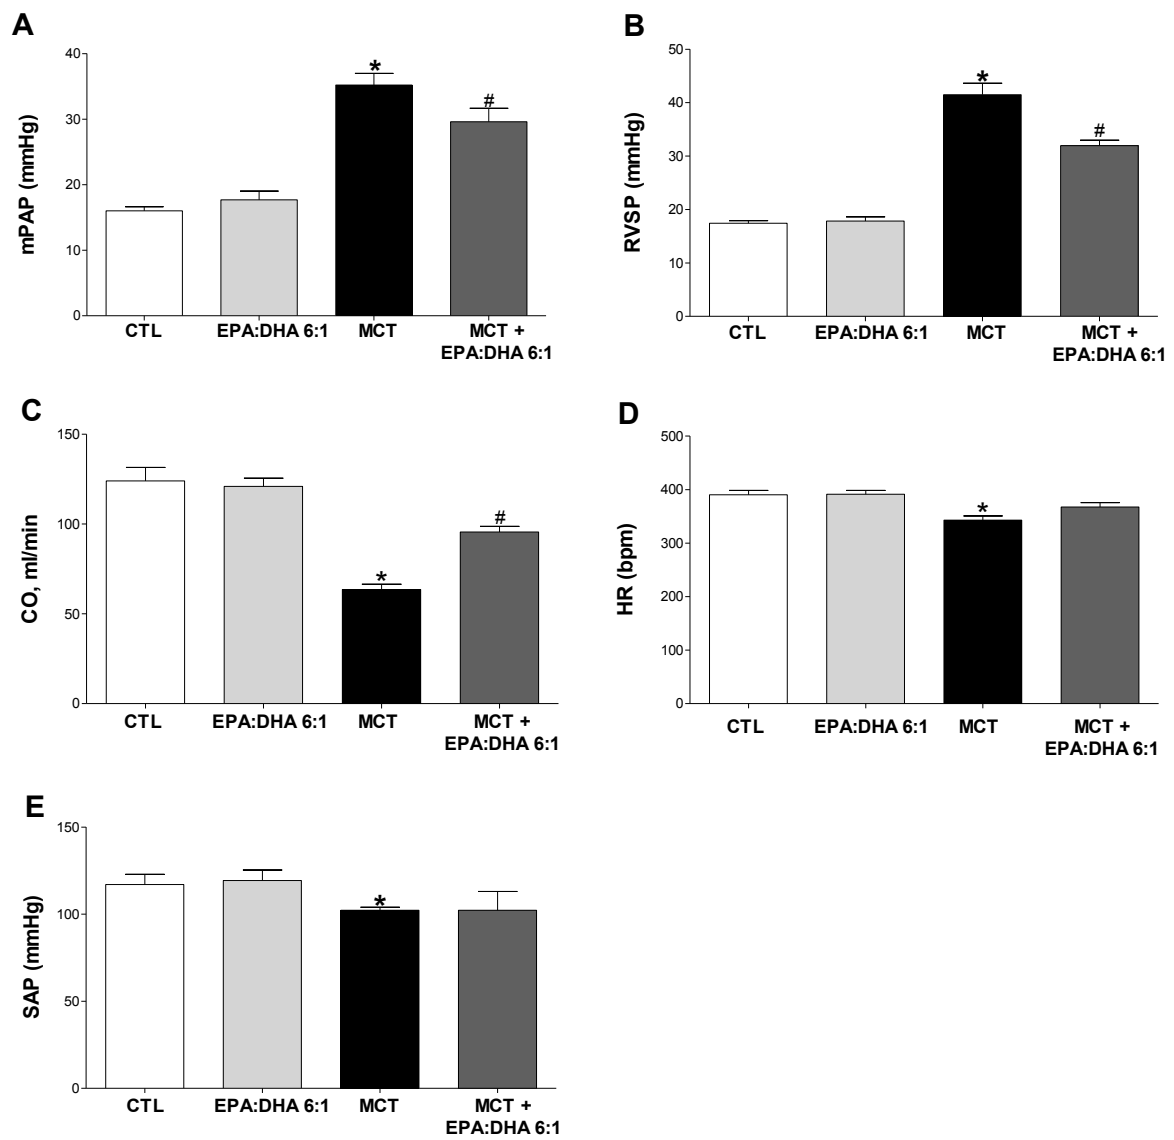 A
mPAP (mmHg)
40
30
20
10
0
*
#
CTL
EPA:DHA 6:1
MCT
MCT +
EPA:DHA 6:1
B
RVSP (mmHg)
50
40
30
20
10
0
*
#
CTL
EPA:DHA 6:1
MCT
MCT +
EPA:DHA 6:1
C
CO, ml/min
150
100
50
0
*
#
CTL
EPA:DHA 6:1
MCT
MCT +
EPA:DHA 6:1
D
HR (bpm)
500
400
300
200
100
0
*
CTL
EPA:DHA 6:1
MCT
MCT +
EPA:DHA 6:1
E
SAP (mmHg)
150
100
50
0
*
CTL
EPA:DHA 6:1
MCT
MCT +
EPA:DHA 6:1